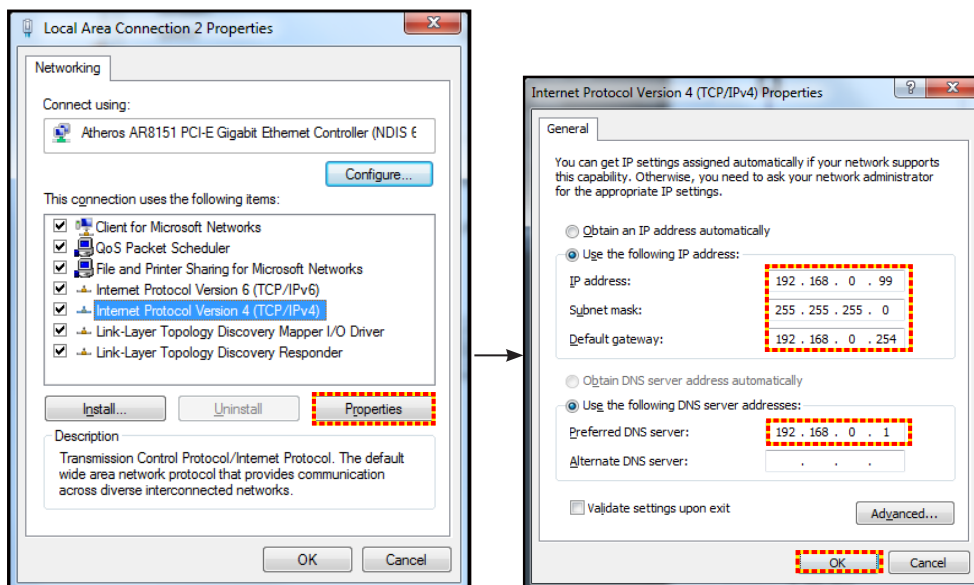 Local Area Connection 2 Properties
Networking
Connect using:
Atheros AR8151 PCI-E Gigabit Ethernet Controller (NDIS 6
Configure...
This connection uses the following items:
Client for Microsoft Networks
QoS Packet Scheduler
File and Printer Sharing for Microsoft Networks
Internet Protocol Version 6 (TCP/IPv6)
Internet Protocol Version 4 (TCP/IPv4)
Link-Layer Topology Discovery Mapper I/O Driver
Link-Layer Topology Discovery Responder
Install... Uninstall Properties
Description
Transmission Control Protocol/Internet Protocol. The default
wide area network protocol that provides communication
across diverse interconnected networks.
OK Cancel
Internet Protocol Version 4 (TCP/IPv4) Properties
General
You can get IP settings assigned automatically if your network supports
this capability. Otherwise, you need to ask your network administrator
for the appropriate IP settings.
Obtain an IP address automatically
Use the following IP address:
IP address: 192 . 168 . 0 . 99
Subnet mask: 255 . 255 . 255 . 0
Default gateway: 192 . 168 . 0 . 254
Obtain DNS server address automatically
Use the following DNS server addresses:
Preferred DNS server: 192 . 168 . 0 . 1
Alternate DNS server: . . .
Validate settings upon exit
Advanced...
OK Cancel